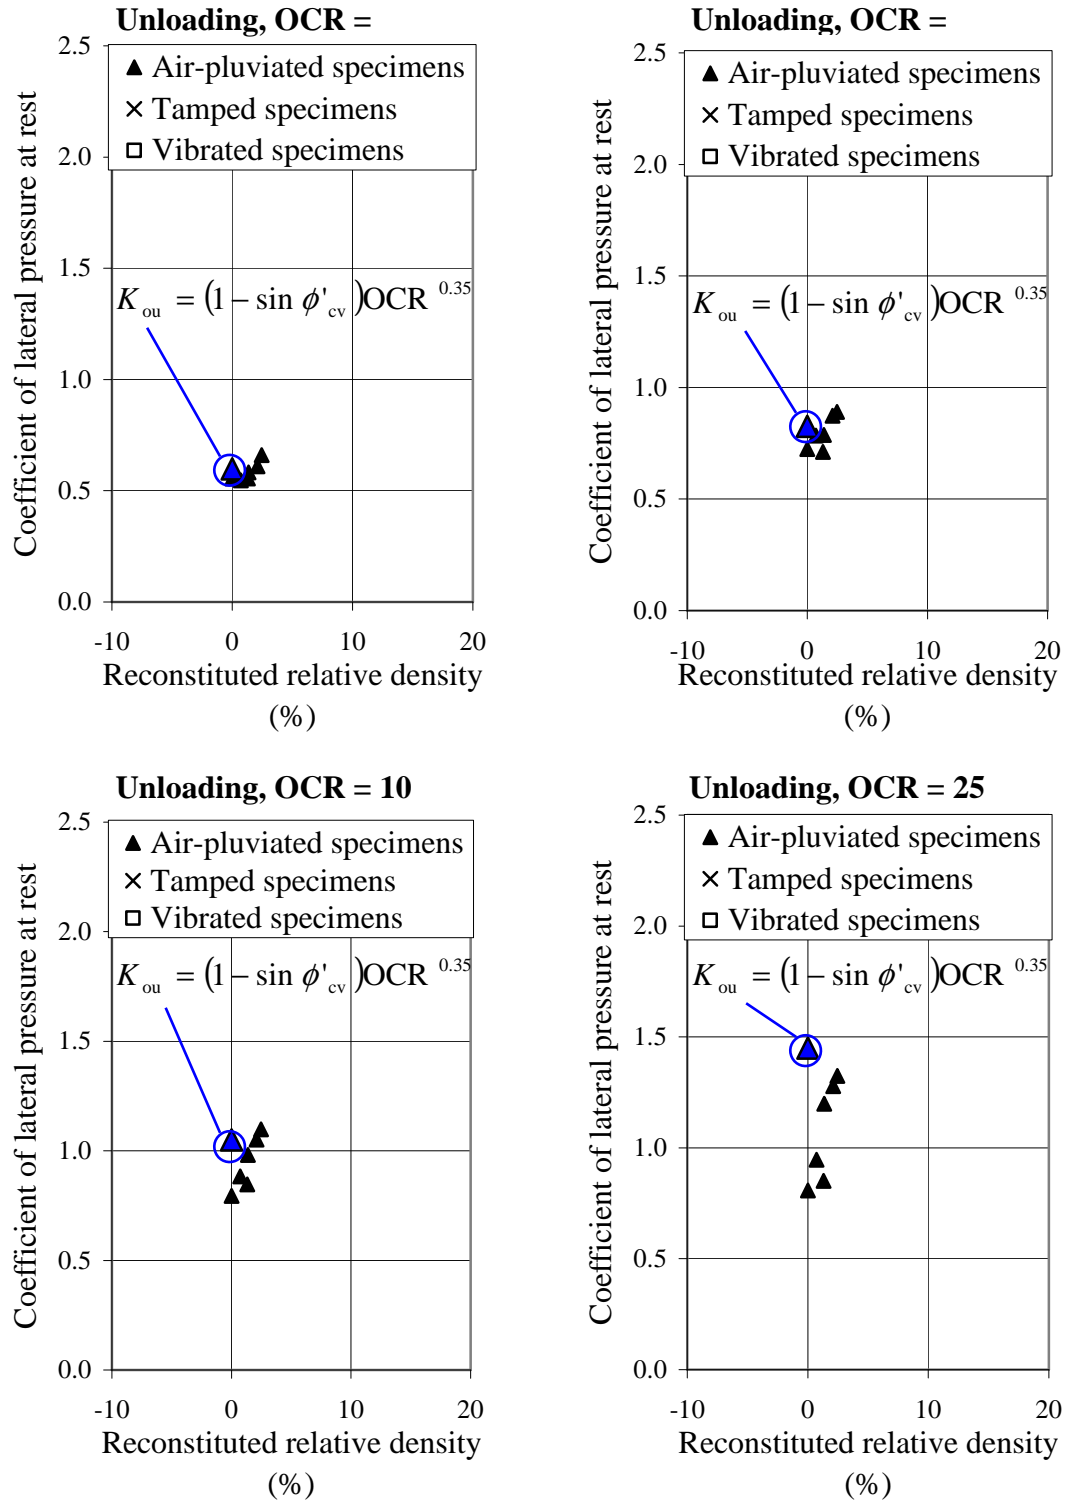 Unloading, OCR =
2.5
Air-pluviated specimens
Tamped specimens
Vibrated specimens
2.0
1.5
K ou = (1 − sin ϕ' cv)OCR 0.35
1.0
0.5
0.0
-10 0 10 20
Coefficient of lateral pressure at rest
Reconstituted relative density
(%)
Unloading, OCR =
2.5
Air-pluviated specimens
Tamped specimens
Vibrated specimens
2.0
1.5
K ou = (1 − sin ϕ' cv)OCR 0.35
1.0
0.5
0.0
-10 0 10 20
Coefficient of lateral pressure at rest
Reconstituted relative density
(%)
Unloading, OCR = 10
2.5
Air-pluviated specimens
Tamped specimens
Vibrated specimens
2.0
K ou = (1 − sin ϕ' cv)OCR 0.35
1.5
1.0
0.5
0.0
-10 0 10 20
Coefficient of lateral pressure at rest
Reconstituted relative density
(%)
Unloading, OCR = 25
2.5
Air-pluviated specimens
Tamped specimens
Vibrated specimens
2.0
K ou = (1 − sin ϕ' cv)OCR 0.35
1.5
1.0
0.5
0.0
-10 0 10 20
Coefficient of lateral pressure at rest
Reconstituted relative density
(%)